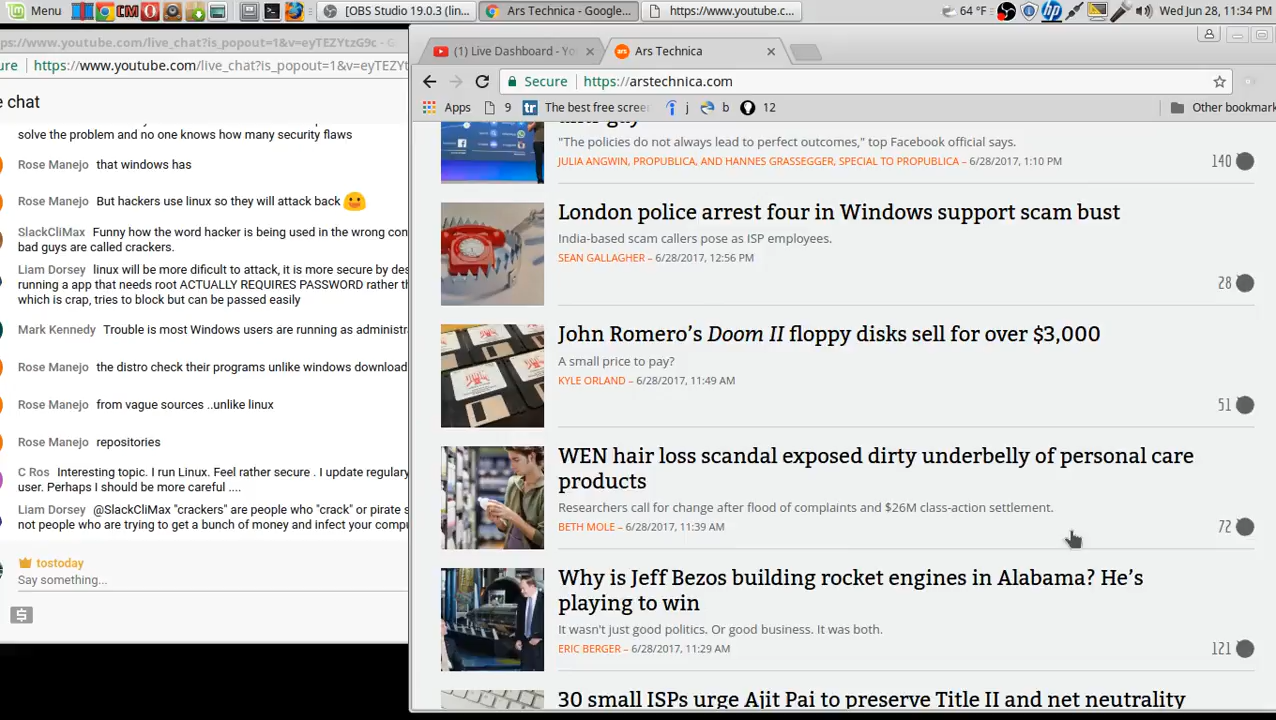 Menu
[OBS Studio 19.0.3 (lin...
Ars Technica - Google...
https://www.youtube.c...
64 °F
Wed Jun 28, 11:34 PM
ps://www.youtube.com/live_chat?is_popout=1&v=eyTEZYtzG9c - G
ure https://www.youtube.com/live_chat?is_popout=1&v=eyTEZYt
e chat
solve the problem and no one knows how many security flaws
Rose Manejo that windows has
Rose Manejo But hackers use linux so they will attack back
SlackCliMax Funny how the word hacker is being used in the wrong con
bad guys are called crackers.
Liam Dorsey linux will be more dificult to attack, it is more secure by des
running a app that needs root ACTUALLY REQUIRES PASSWORD rather th
which is crap, tries to block but can be passed easily
Mark Kennedy Trouble is most Windows users are running as administra
Rose Manejo the distro check their programs unlike windows download
Rose Manejo from vague sources ..unlike linux
Rose Manejo repositories
C Ros Interesting topic. I run Linux. Feel rather secure . I update regulary
user. Perhaps I should be more careful ....
Liam Dorsey @SlackCliMax "crackers" are people who "crack" or pirate s
not people who are trying to get a bunch of money and infect your compu
tostoday
Say something...
(1) Live Dashboard - Yo
Ars Technica
Secure https://arstechnica.com
Apps 9 The best free screen j b 12 Other bookmark
"The policies do not always lead to perfect outcomes," top Facebook official says.
JULIA ANGWIN, PROPUBLICA, AND HANNES GRASSEGGER, SPECIAL TO PROPUBLICA – 6/28/2017, 1:10 PM
140
London police arrest four in Windows support scam bust
India-based scam callers pose as ISP employees.
SEAN GALLAGHER – 6/28/2017, 12:56 PM
28
John Romero's Doom II floppy disks sell for over $3,000
A small price to pay?
KYLE ORLAND – 6/28/2017, 11:49 AM
51
WEN hair loss scandal exposed dirty underbelly of personal care
products
Researchers call for change after flood of complaints and $26M class-action settlement.
BETH MOLE – 6/28/2017, 11:39 AM
72
Why is Jeff Bezos building rocket engines in Alabama? He's
playing to win
It wasn't just good politics. Or good business. It was both.
ERIC BERGER – 6/28/2017, 11:29 AM
121
30 small ISPs urge Ajit Pai to preserve Title II and net neutrality